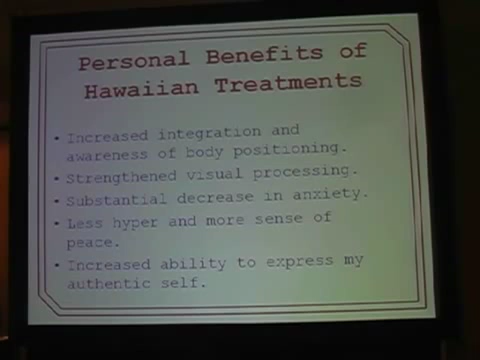 Personal Benefits of
Hawaiian Treatments
• Increased integration and
awareness of body positioning.
• Strengthened visual processing.
• Substantial decrease in anxiety.
• Less hyper and more sense of
peace.
• Increased ability to express my
authentic self.